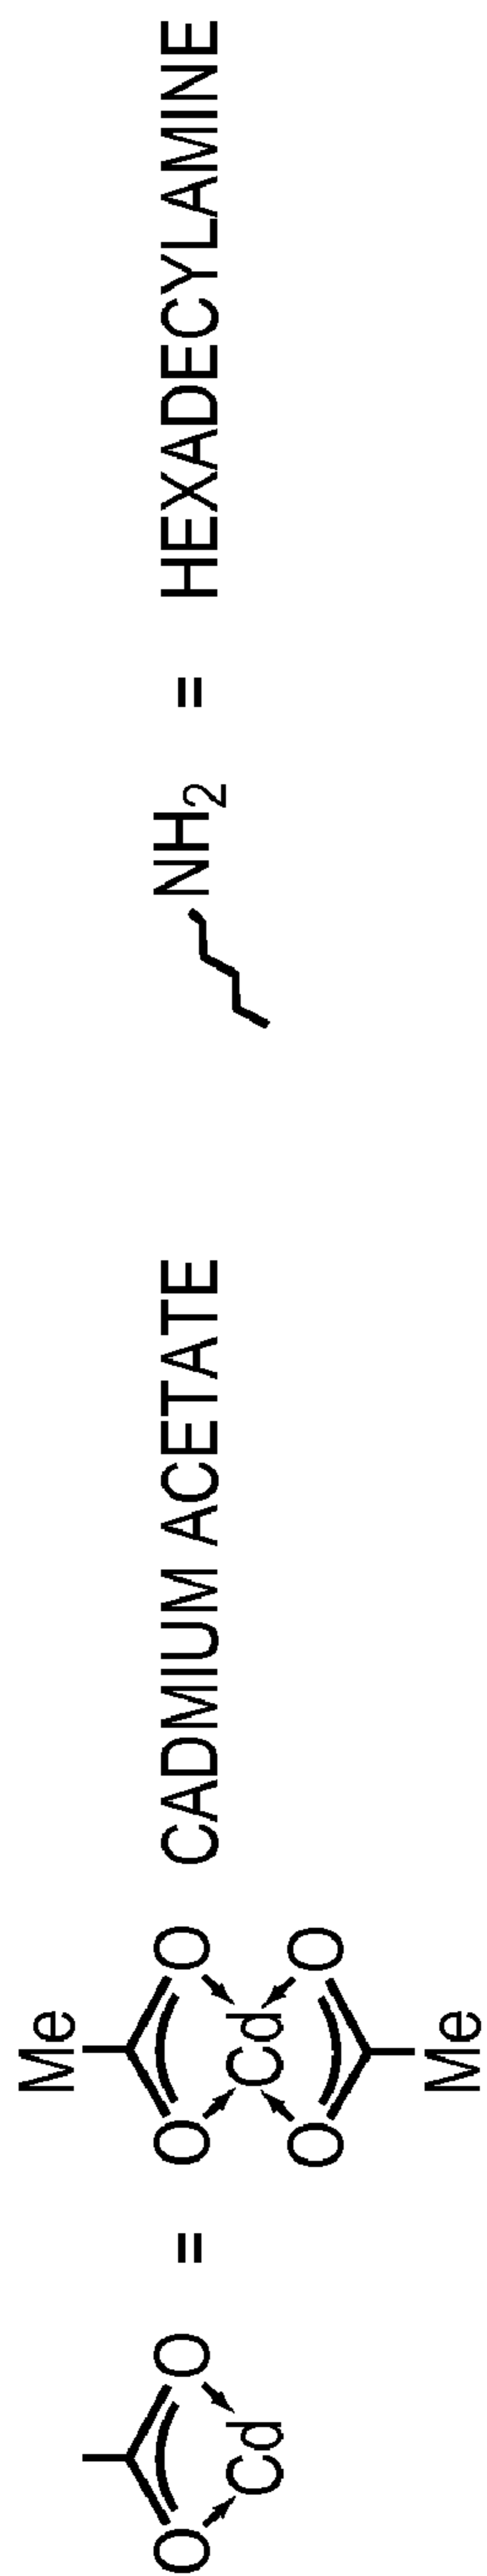 O O Cd = Me O O Cd O O Me CADMIUM ACETATE
NH2 = HEXADECYLAMINE